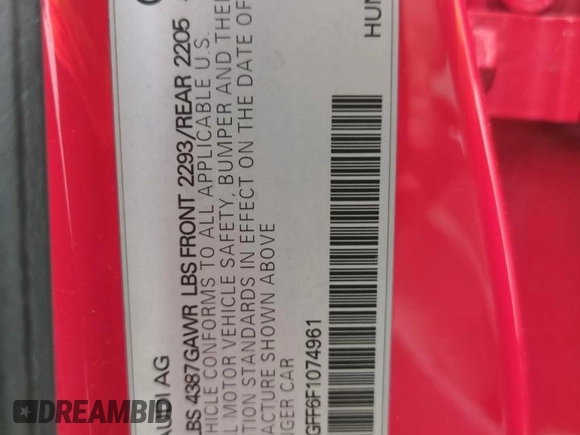 AUDI AG
LBS 4387GAWR LBS FRONT 2293/REAR 2205
HICLE CONFORMS TO ALL APPLICABLE U.S.
L MOTOR VEHICLE SAFETY, BUMPER AND THE
TION STANDARDS IN EFFECT ON THE DATE OF
ACTURE SHOWN ABOVE
NGER CAR
GFF6F1074961
HUN
DREAMBID